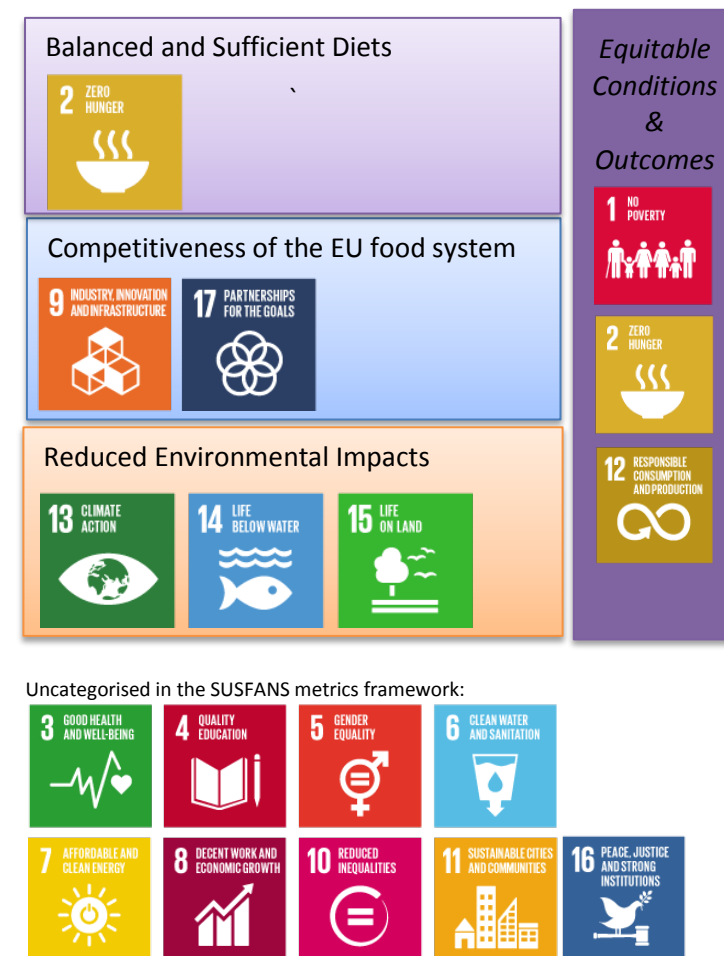 Balanced and Sufficient Diets
2 ZERO
HUNGER
`
Competitiveness of the EU food system
9 INDUSTRY, INNOVATION
AND INFRASTRUCTURE
17 PARTNERSHIPS
FOR THE GOALS
Reduced Environmental Impacts
13 CLIMATE
ACTION
14 LIFE
BELOW WATER
15 LIFE
ON LAND
Equitable
Conditions
&
Outcomes
1 NO
POVERTY
2 ZERO
HUNGER
12 RESPONSIBLE
CONSUMPTION
AND PRODUCTION
Uncategorised in the SUSFANS metrics framework:
3 GOOD HEALTH
AND WELL-BEING
4 QUALITY
EDUCATION
5 GENDER
EQUALITY
6 CLEAN WATER
AND SANITATION
7 AFFORDABLE AND
CLEAN ENERGY
8 DECENT WORK AND
ECONOMIC GROWTH
10 REDUCED
INEQUALITIES
11 SUSTAINABLE CITIES
AND COMMUNITIES
16 PEACE, JUSTICE
AND STRONG
INSTITUTIONS